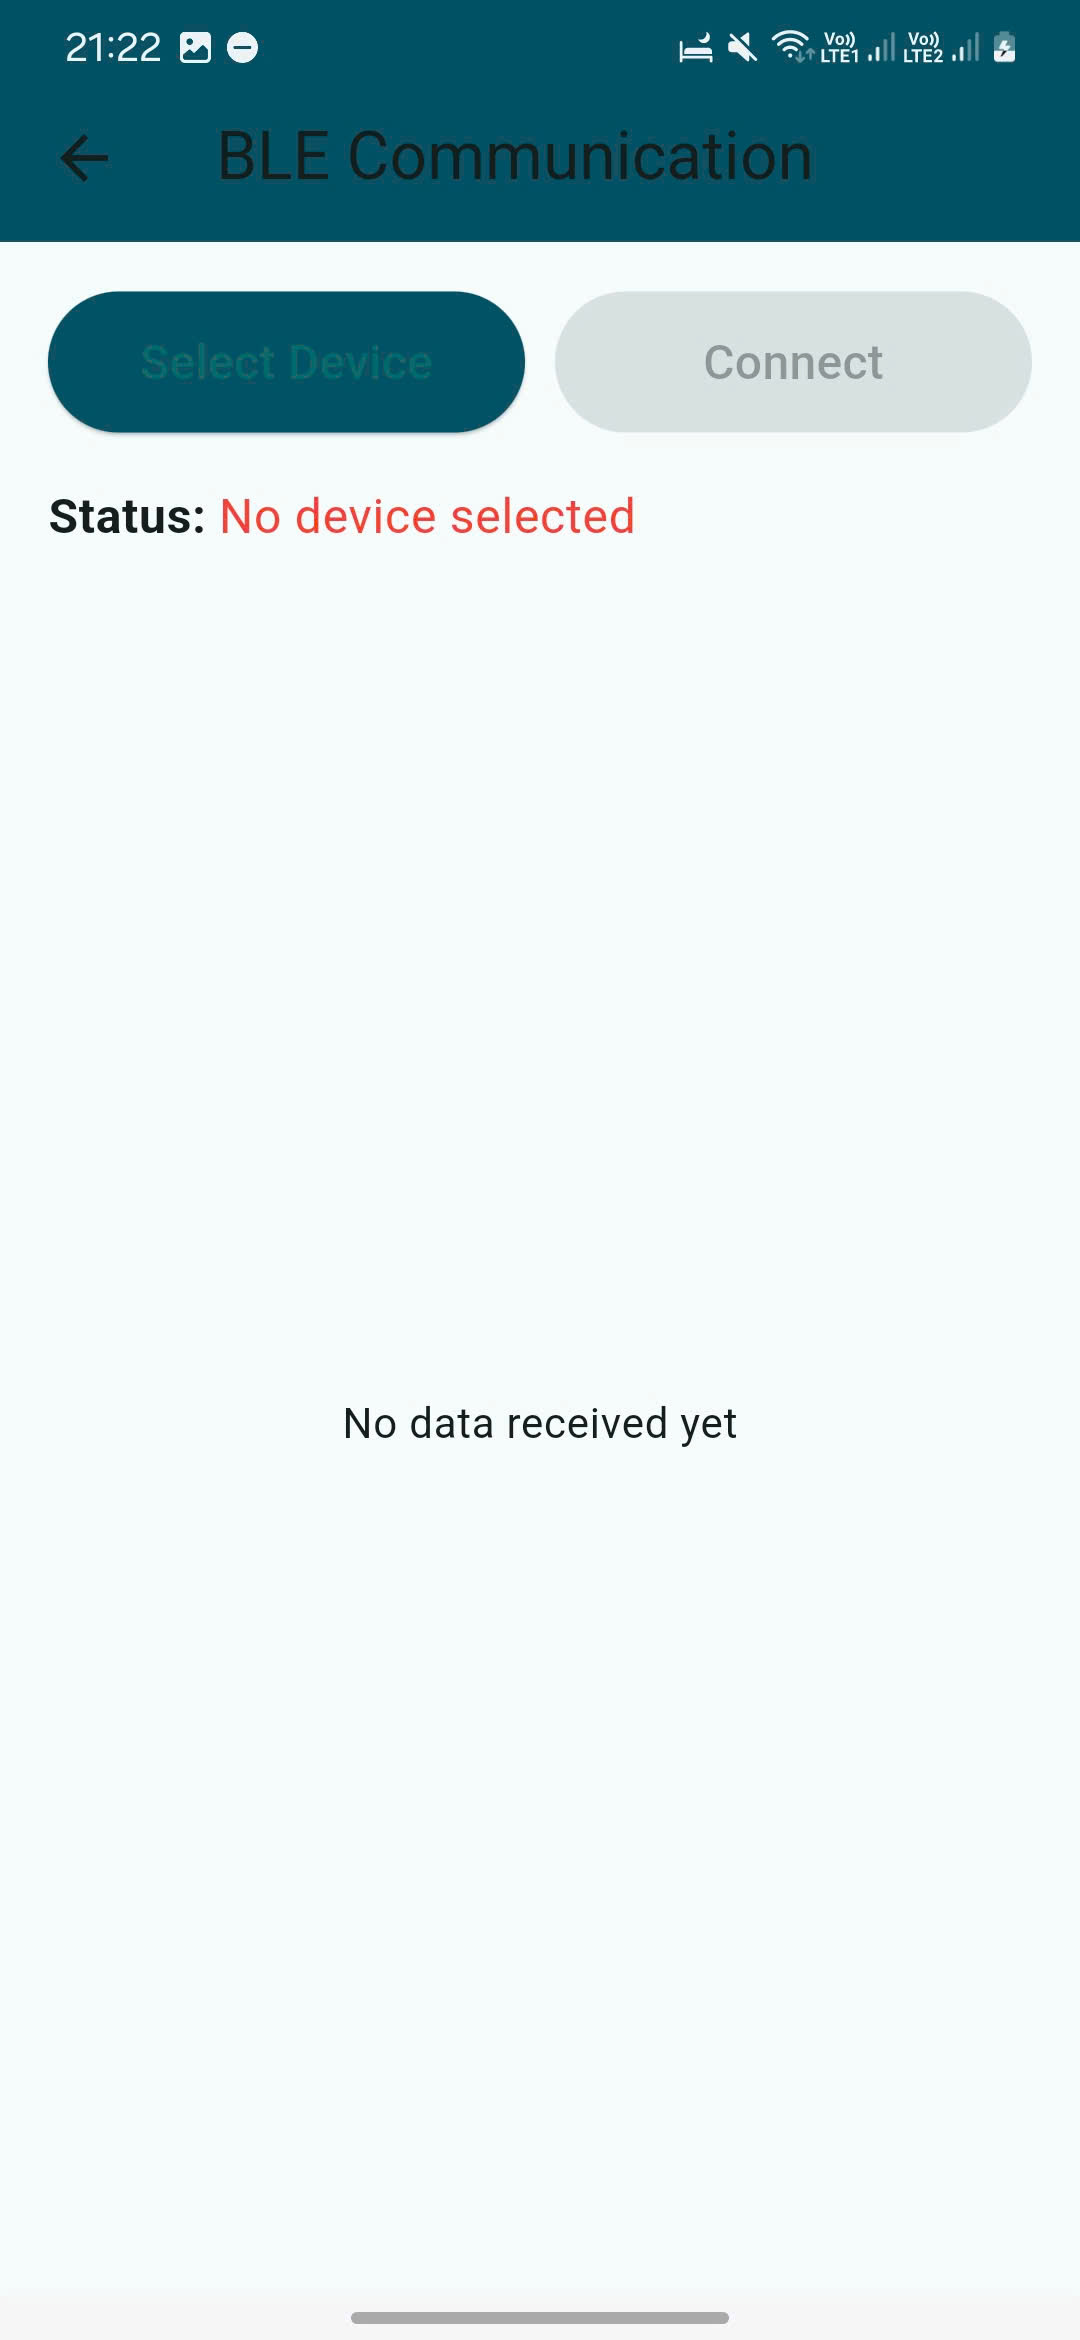 21:22 Vo)) LTE1 Vo)) LTE2
BLE Communication
Select Device Connect
Status: No device selected
No data received yet